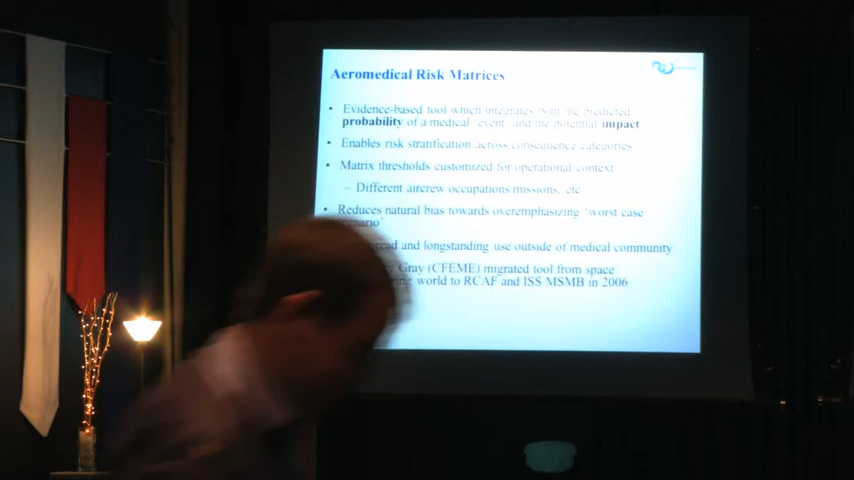 Aeromedical Risk Matrices
• Evidence-based tool which integrates both the predicted
probability of a medical 'event' and the potential impact
• Enables risk stratification across consequence categories
• Matrix thresholds customized for operational context
– Different aircrew occupations missions, etc
• Reduces natural bias towards overemphasizing 'worst case
and longstanding use outside of medical community
Gray (CFEME) migrated tool from space
world to RCAF and ISS MSMB in 2006